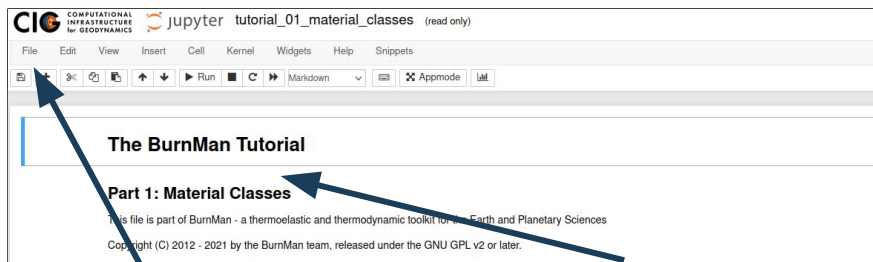 CIG COMPUTATIONAL INFRASTRUCTURE for GEODYNAMICS jupyter tutorial_01_material_classes (read only)
File Edit View Insert Cell Kernel Widgets Help Snippets
Run Markdown Appmode
The BurnMan Tutorial
Part 1: Material Classes
This file is part of BurnMan - a thermoelastic and thermodynamic toolkit for the Earth and Planetary Sciences
Copyright (C) 2012 - 2021 by the BurnMan team, released under the GNU GPL v2 or later.